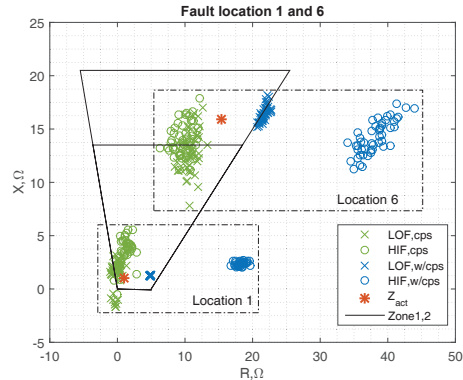 Fault location 1 and 6
25
20
15
10
5
0
-5
X,Ω
Location 6
Location 1
LOF,cps
HIF,cps
LOF,w/cps
HIF,w/cps
Z_act
Zone1,2
-10 0 10 20 30 40 50
R,Ω